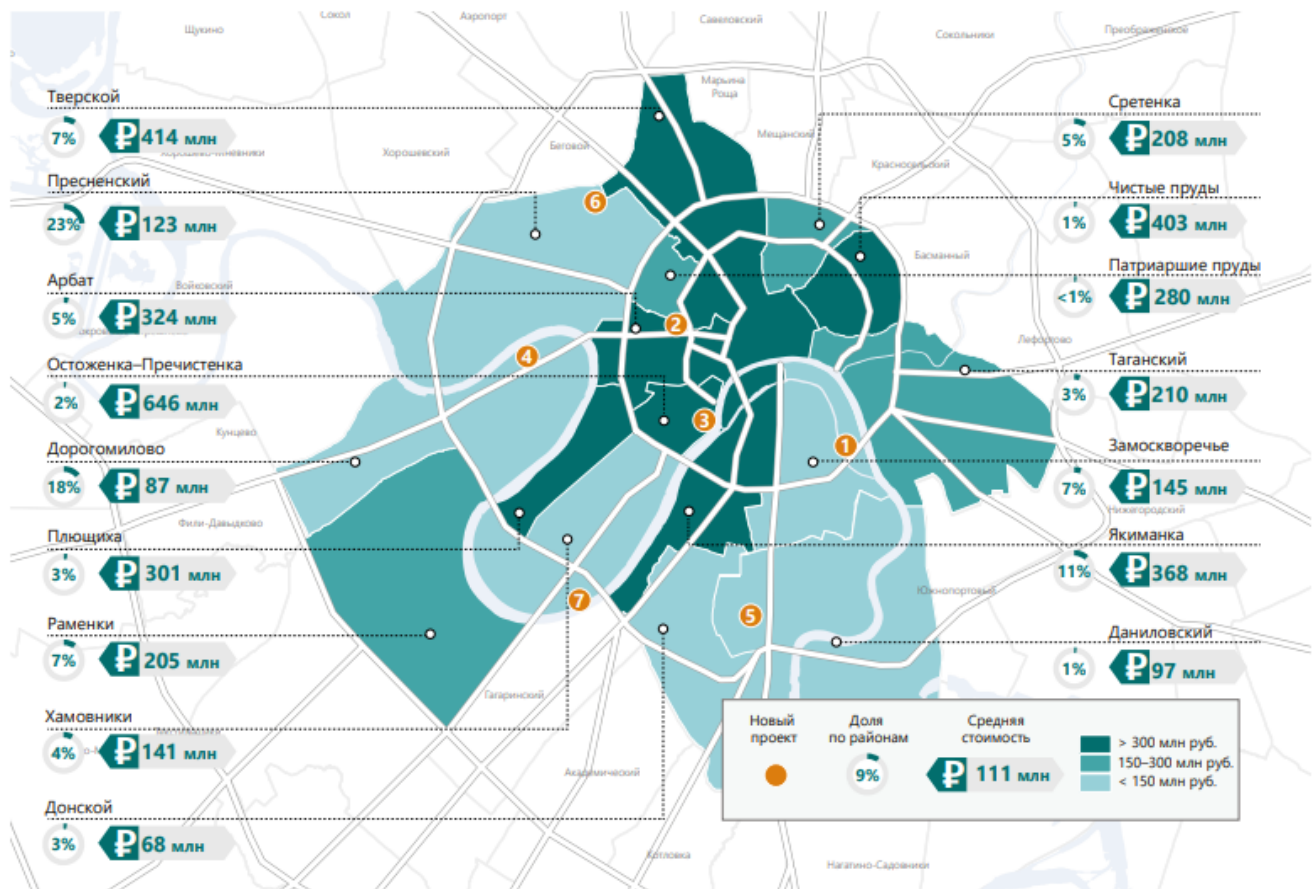 Щукино
Сокол
Аэропорт
Савеловский
Сокольники
Преображенское
Марьина
Роща
Мещанский
Беговой
Хорошевский
Хорошево-Мневники
Красносельский
Басманный
Лефортово
Войковский
Кунцево
Фили-Давыдково
Нижегородский
Южнопортовый
Гагаринский
Академический
Котловка
Нагатино-Садовники
Тверской
7% ₽ 414 млн
Пресненский
23% ₽ 123 млн
Арбат
5% ₽ 324 млн
Остоженка–Пречистенка
2% ₽ 646 млн
Дорогомилово
18% ₽ 87 млн
Плющиха
3% ₽ 301 млн
Раменки
7% ₽ 205 млн
Хамовники
4% ₽ 141 млн
Донской
3% ₽ 68 млн
Сретенка
5% ₽ 208 млн
Чистые пруды
1% ₽ 403 млн
Патриаршие пруды
<1% ₽ 280 млн
Таганский
3% ₽ 210 млн
Замоскворечье
7% ₽ 145 млн
Якиманка
11% ₽ 368 млн
Даниловский
1% ₽ 97 млн
6
2
4
3
1
7
5
Новый
проект
Доля
по районам
9%
Средняя
стоимость
₽ 111 млн
> 300 млн руб.
150–300 млн руб.
< 150 млн руб.